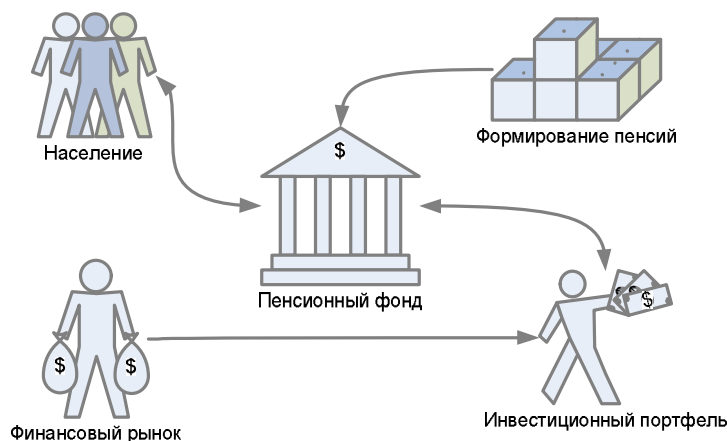 Население
Формирование пенсий
$
Пенсионный фонд
$
$ $
Финансовый рынок
Инвестиционный портфель